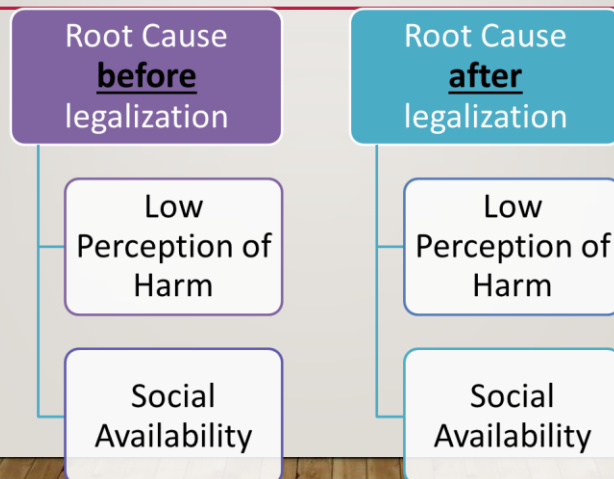 Root Cause
before
legalization
Low
Perception of
Harm
Social
Availability
Root Cause
after
legalization
Low
Perception of
Harm
Social
Availability